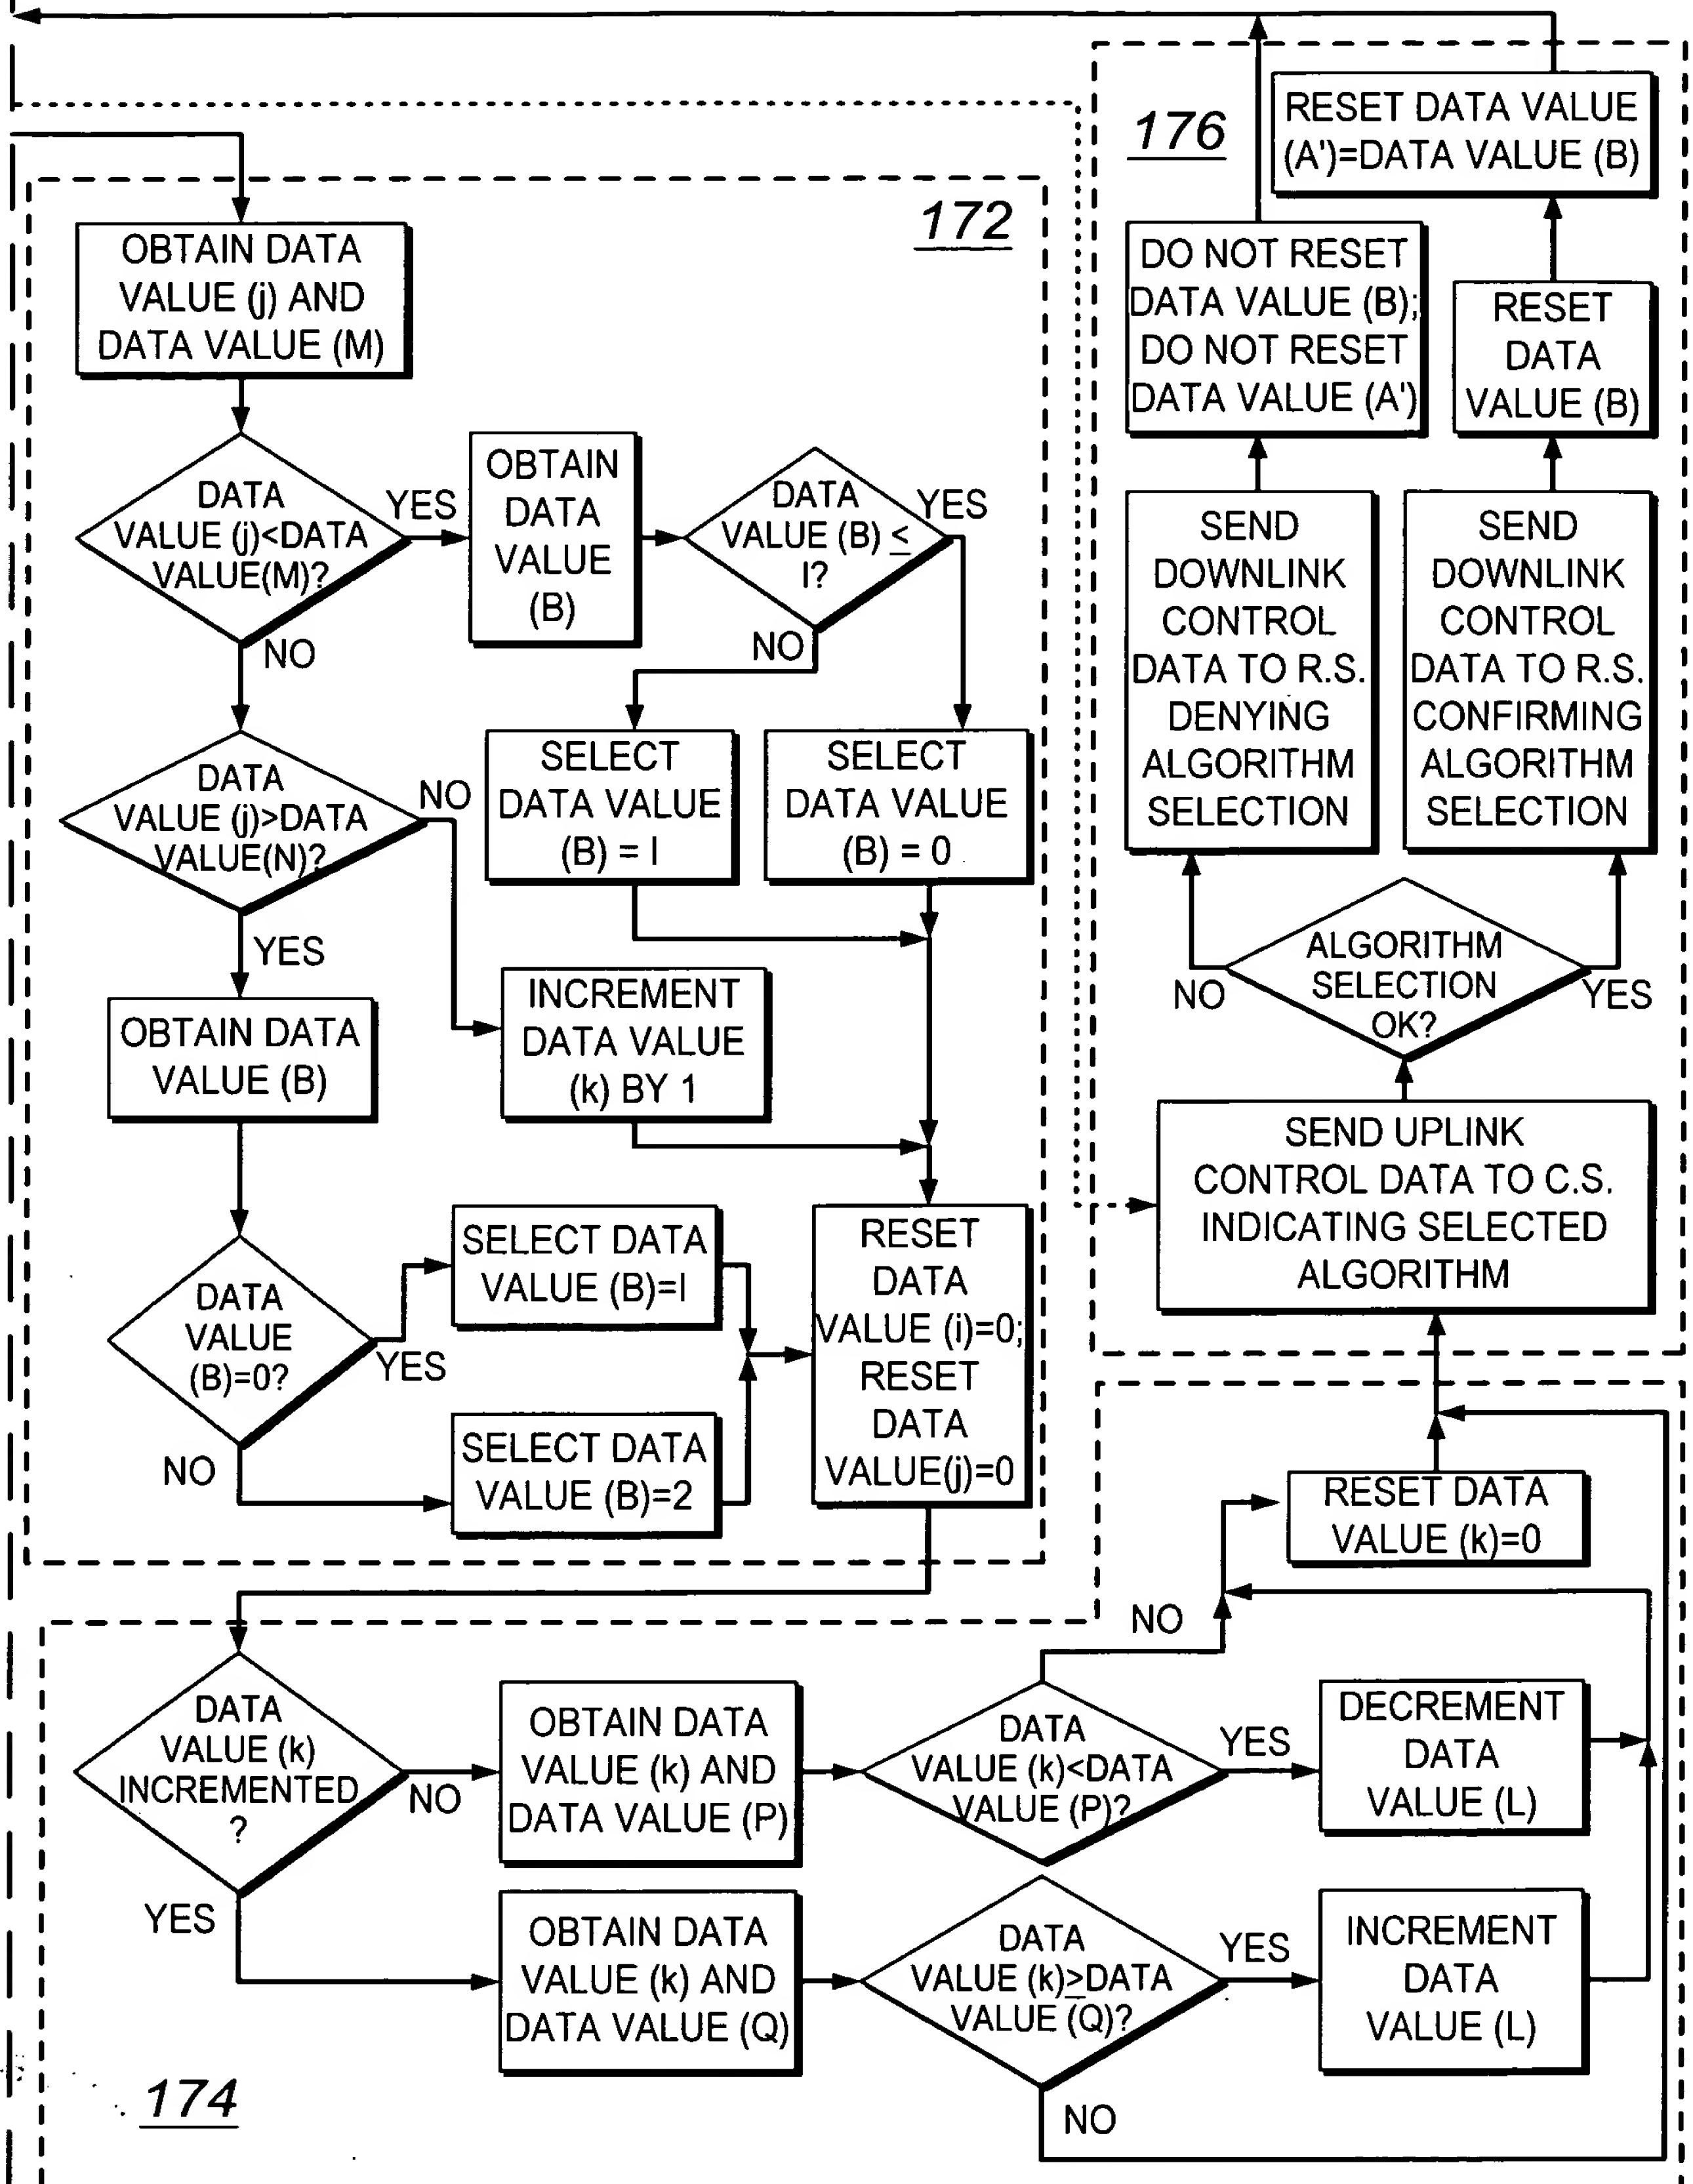 172
OBTAIN DATA
VALUE (j) AND
DATA VALUE (M)
DATA
VALUE (j)<DATA
VALUE(M)?
YES
NO
OBTAIN
DATA
VALUE
(B)
DATA
VALUE (B) ≤
I?
YES
NO
SELECT
DATA VALUE
(B) = I
SELECT
DATA VALUE
(B) = 0
DATA
VALUE (j)>DATA
VALUE(N)?
NO
YES
INCREMENT
DATA VALUE
(k) BY 1
OBTAIN DATA
VALUE (B)
DATA
VALUE
(B)=0?
YES
NO
SELECT DATA
VALUE (B)=I
SELECT DATA
VALUE (B)=2
RESET
DATA
VALUE (i)=0;
RESET
DATA
VALUE(j)=0
176
RESET DATA VALUE
(A')=DATA VALUE (B)
DO NOT RESET
DATA VALUE (B);
DO NOT RESET
DATA VALUE (A')
RESET
DATA
VALUE (B)
SEND
DOWNLINK
CONTROL
DATA TO R.S.
DENYING
ALGORITHM
SELECTION
SEND
DOWNLINK
CONTROL
DATA TO R.S.
CONFIRMING
ALGORITHM
SELECTION
ALGORITHM
SELECTION
OK?
NO
YES
SEND UPLINK
CONTROL DATA TO C.S.
INDICATING SELECTED
ALGORITHM
RESET DATA
VALUE (k)=0
DATA
VALUE (k)
INCREMENTED
?
NO
YES
OBTAIN DATA
VALUE (k) AND
DATA VALUE (P)
DATA
VALUE (k)<DATA
VALUE (P)?
NO
YES
DECREMENT
DATA
VALUE (L)
OBTAIN DATA
VALUE (k) AND
DATA VALUE (Q)
DATA
VALUE (k)≥DATA
VALUE (Q)?
YES
NO
INCREMENT
DATA
VALUE (L)
174